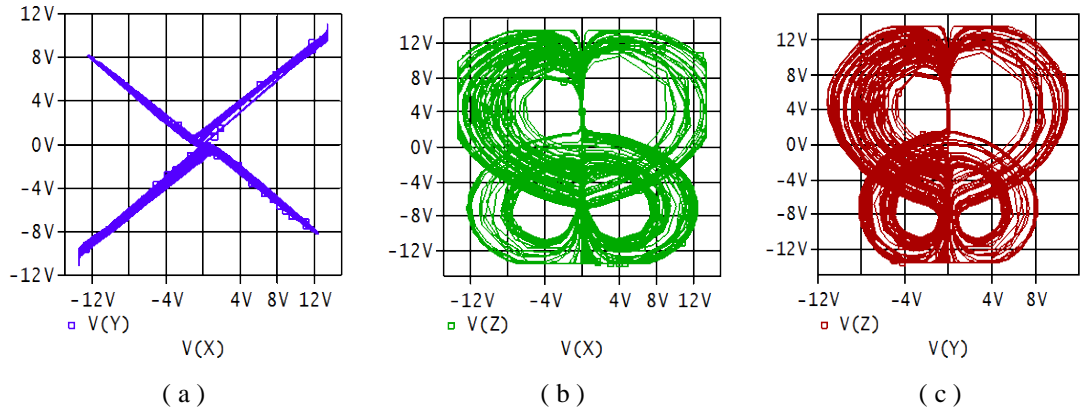 12V
8V
4V
0V
-4V
-8V
-12V
-12V -4V 4V 8V 12V
V(Y)
V(X)
(a)
12V
8V
4V
0V
-4V
-8V
-12V
-12V -4V 4V 8V 12V
V(Z)
V(X)
(b)
12V
8V
4V
0V
-4V
-8V
-12V
-12V -4V 4V 8V
V(Z)
V(Y)
(c)